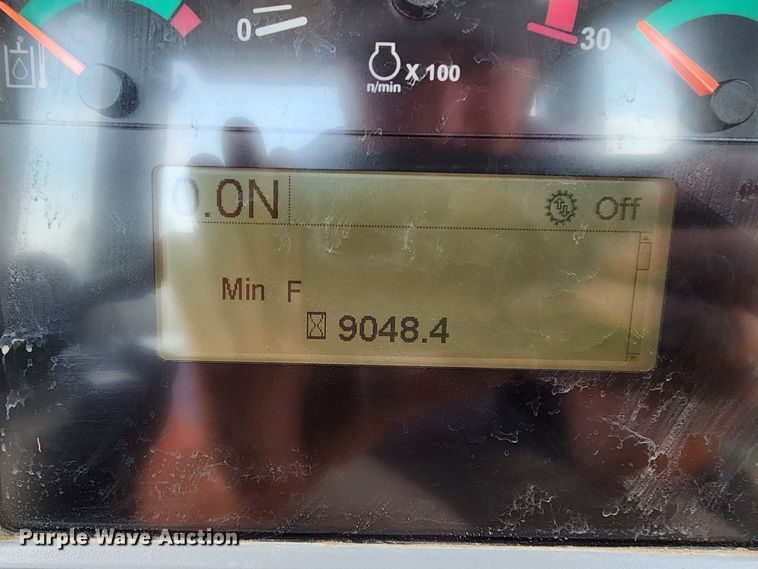 0
30
X 100
n/min
0.0N
Off
Min F
9048.4
Purple Wave Auction